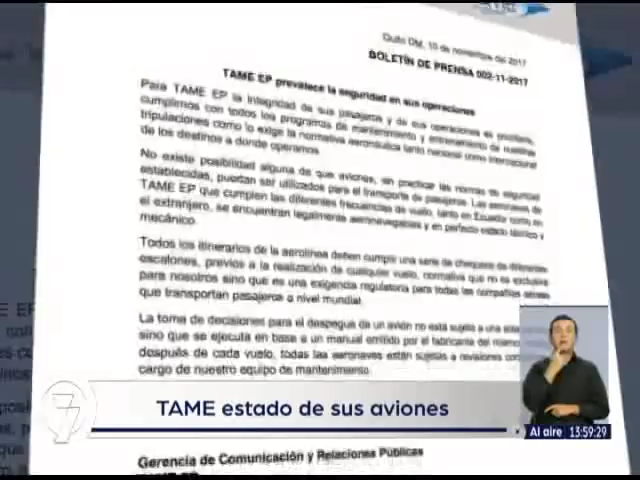 Quito DM, 10 de noviembre de 2017
BOLETÍN DE PRENSA 002-11-2017
TAME EP prevalece la seguridad en sus operaciones
Para TAME EP la integridad de sus pasajeros y de sus operaciones es prioritaria,
cumplimos con todos los programas de mantenimiento y entrenamiento de nuestras
tripulaciones como lo exige la normativa aeronáutica tanto nacional como internacional
de los destinos a donde operamos.
No existe posibilidad alguna de que aviones, sin practicar las normas de seguridad
establecidas, puedan ser utilizados para el transporte de pasajeros. Las aeronaves de
TAME EP que cumplen las diferentes frecuencias de vuelo, tanto en Ecuador como en
el extranjero, se encuentran legalmente aeronavegables y en perfecto estado técnico y
mecánico.
Todos los itinerarios de la aerolínea deben cumplir una serie de chequeos de diferentes
escalones, previos a la realización de cualquier vuelo, normativa que no es exclusiva
para nosotros sino que es una exigencia regulatoria para todas las compañías aéreas
que transportan pasajeros a nivel mundial.
La toma de decisiones para el despegue de un avión no está sujeta a una
sino que se ejecuta en base a un manual emitido por el fabricante del mismo
después de cada vuelo, todas las aeronaves están sujetas a revisiones
cargo de nuestro equipo de mantenimiento.
TAME estado de sus aviones
Al aire 13:59:29
Gerencia de Comunicación y Relaciones Públicas